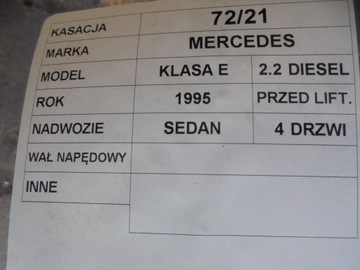 KASACJA 72/21
MARKA MERCEDES
MODEL KLASA E 2.2 DIESEL
ROK 1995 PRZED LIFT.
NADWOZIE SEDAN 4 DRZWI
WAŁ NAPĘDOWY
INNE